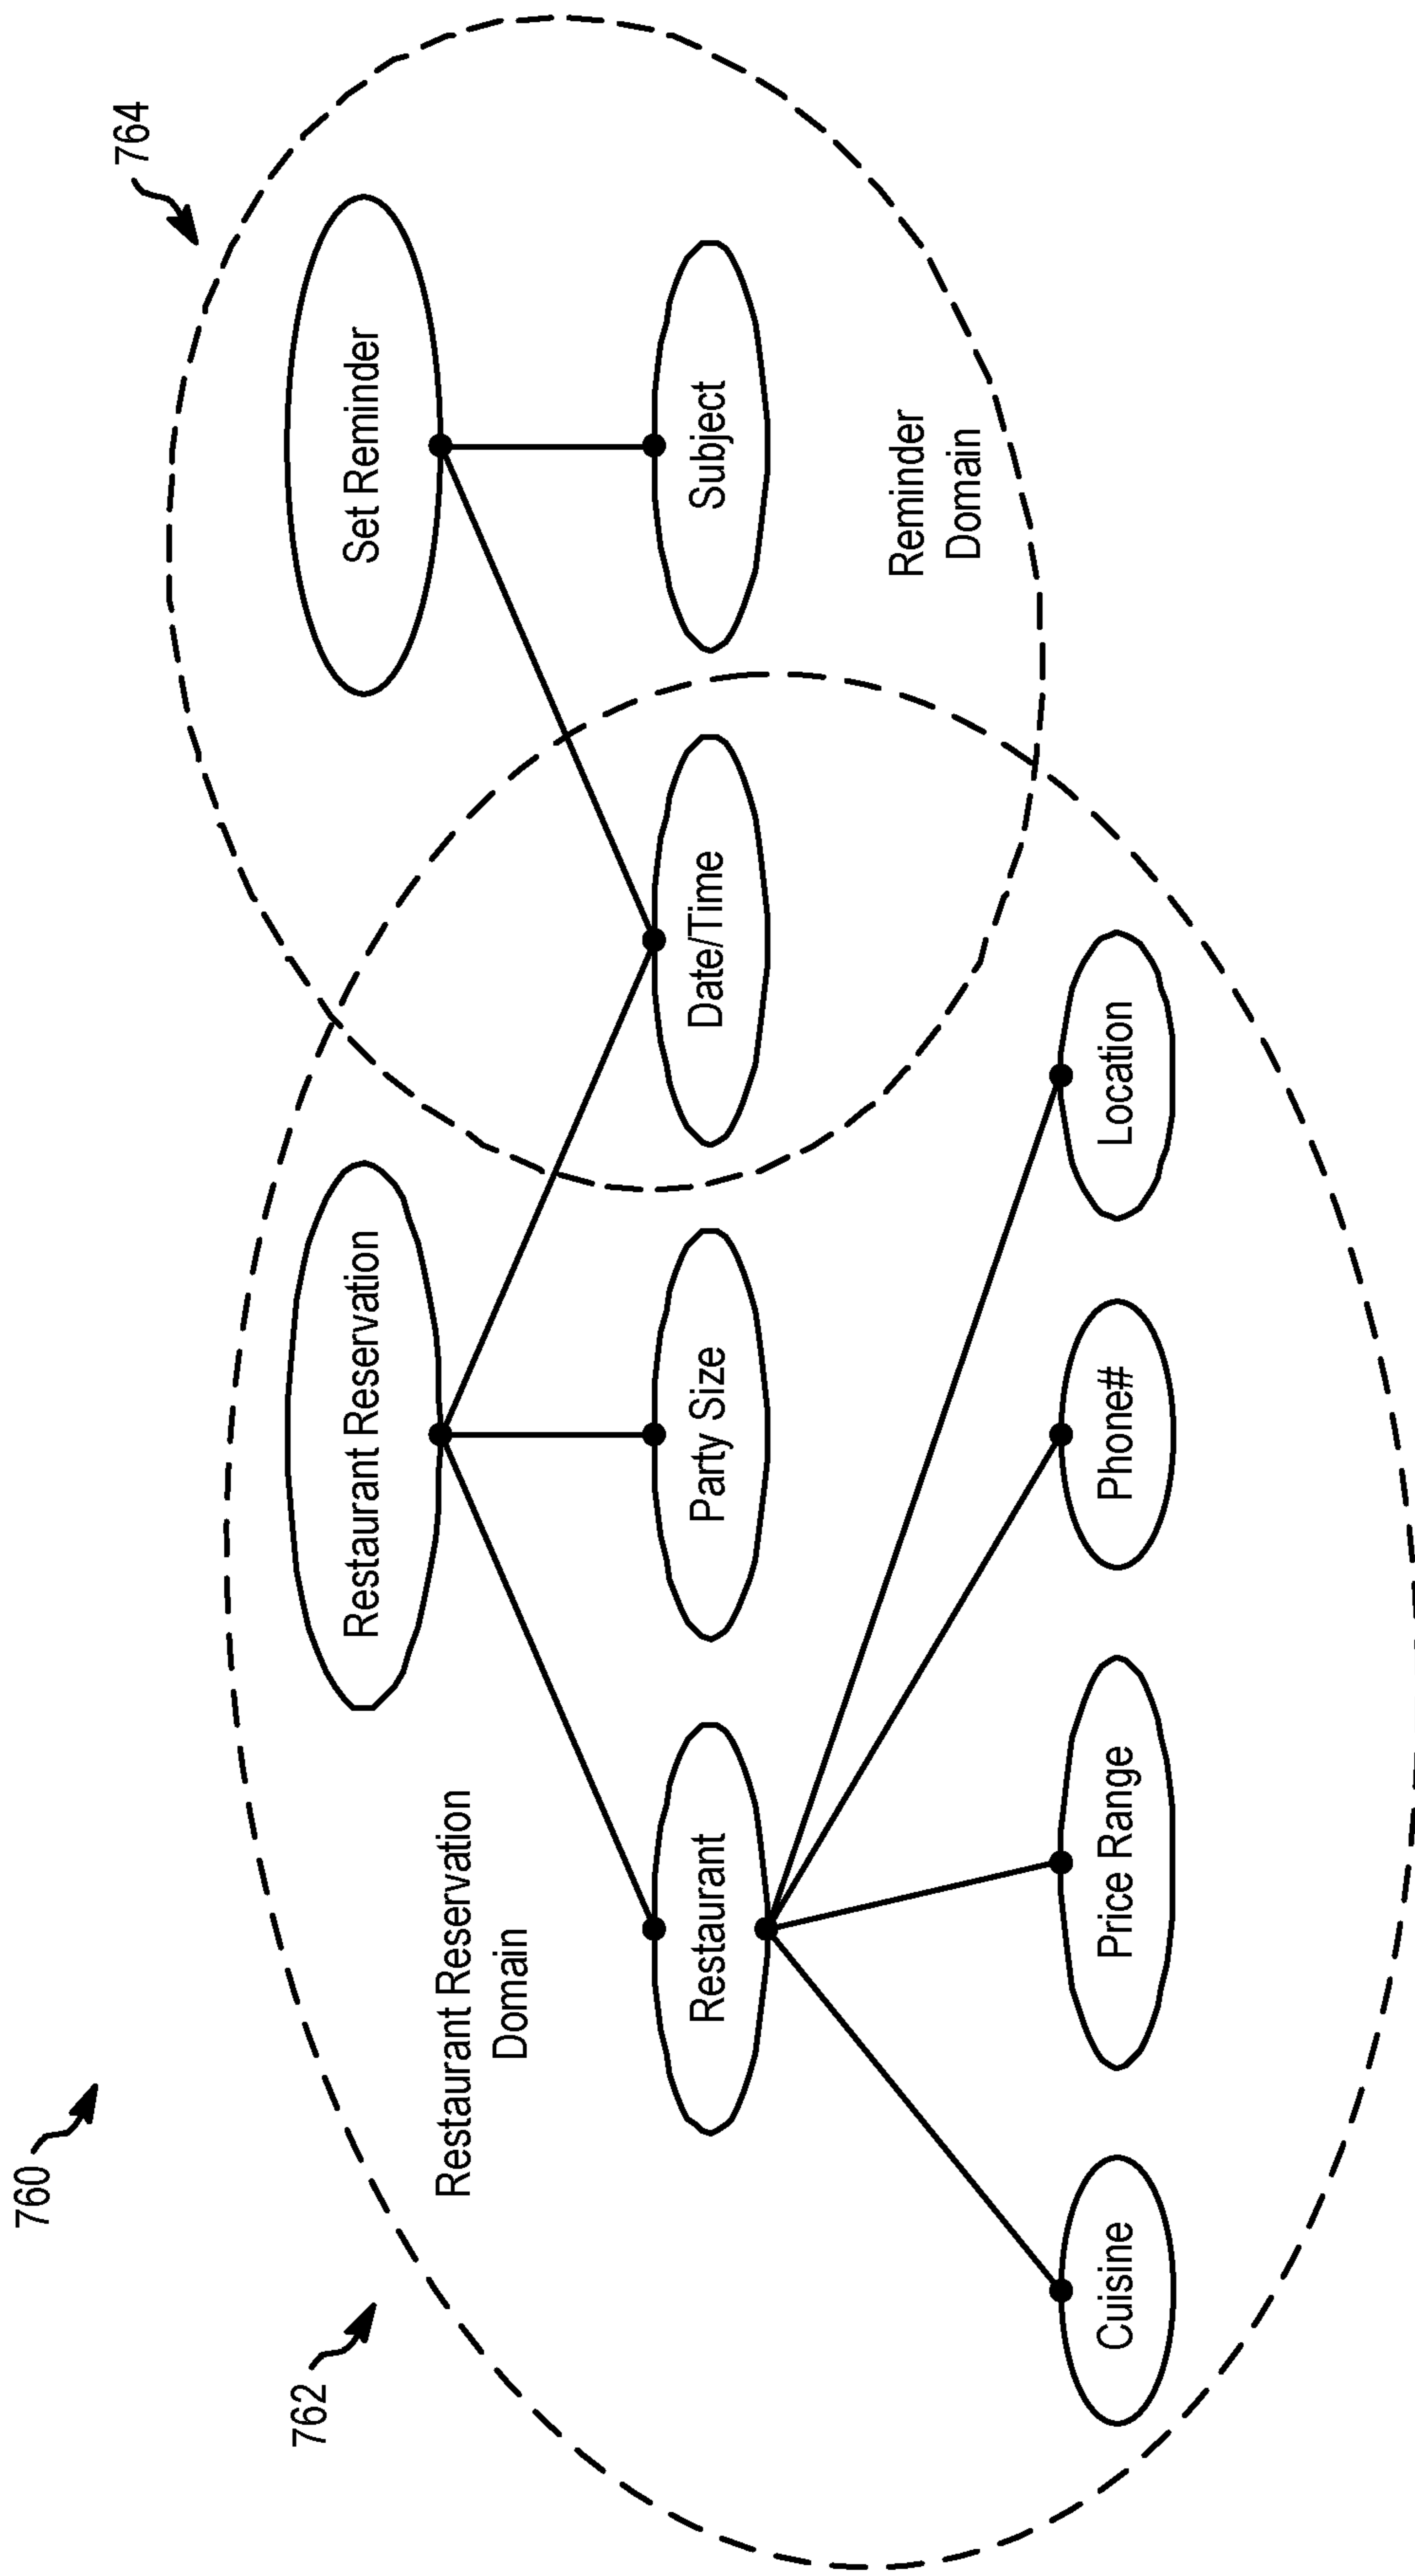 760
762
764
Restaurant Reservation
Set Reminder
Restaurant Reservation
Domain
Restaurant
Party Size
Date/Time
Subject
Reminder
Domain
Cuisine
Price Range
Phone#
Location